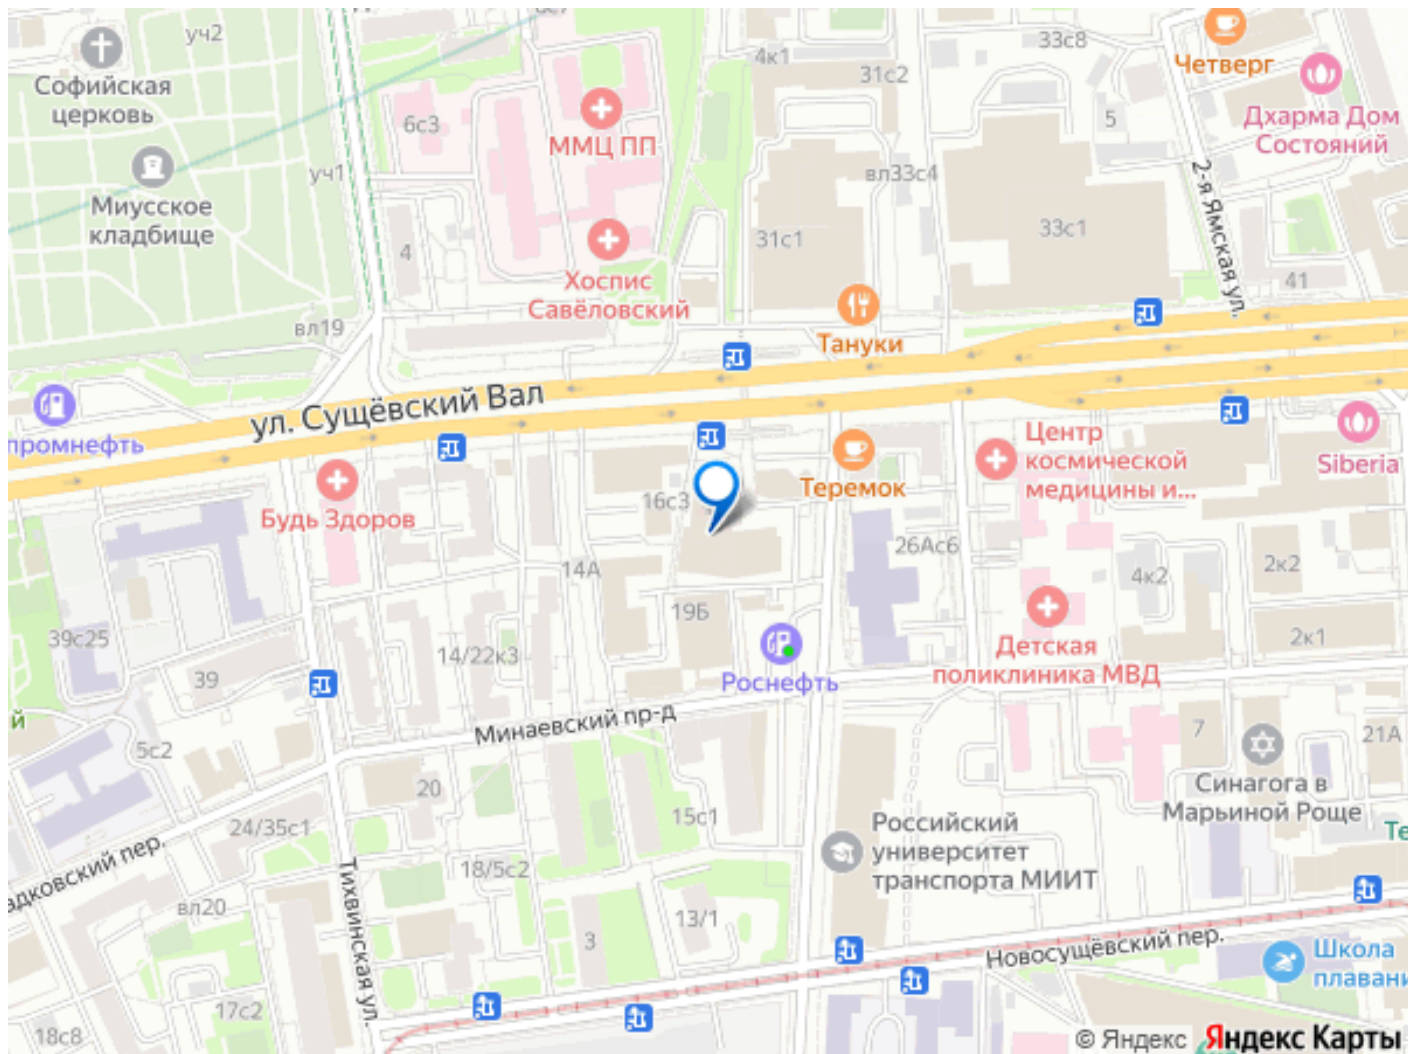 уч2
Софийская
церковь
Миусское
кладбище
уч1
6с3
ММЦ ПП
4
Хоспис
Савёловский
вл19
4к1
31с2
33с8
Четверг
Дхарма Дом
Состояний
5
вл33с4
2-я Ямская ул.
31с1
33с1
41
Тануки
ул. Сущёвский Вал
промнефть
Будь Здоров
16с3
Теремок
Центр
космической
медицины и...
Siberia
14А
26Ас6
4к2
2к2
39с25
19Б
14/22к3
39
Роснефть
Детская
поликлиника МВД
2к1
й
Минаевский пр-д
5с2
7
21А
Синагога в
Марьиной Роще
20
24/35с1
15с1
Российский
университет
транспорта МИИТ
Те
адковский пер.
18/5с2
Тихвинская ул.
вл20
13/1
3
Новосущёвский пер.
Школа
плавани
17с2
18с8
© Яндекс Яндекс Карты